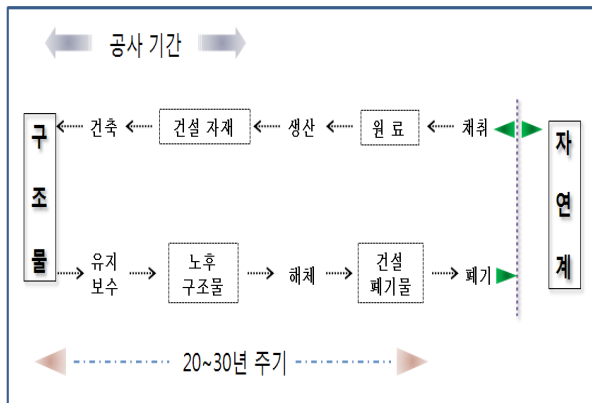 공사 기간
구조물
건축
건설 자재
생산
원 료
채취
자연계
유지
보수
노후
구조물
해체
건설
폐기물
폐기
20~30년 주기